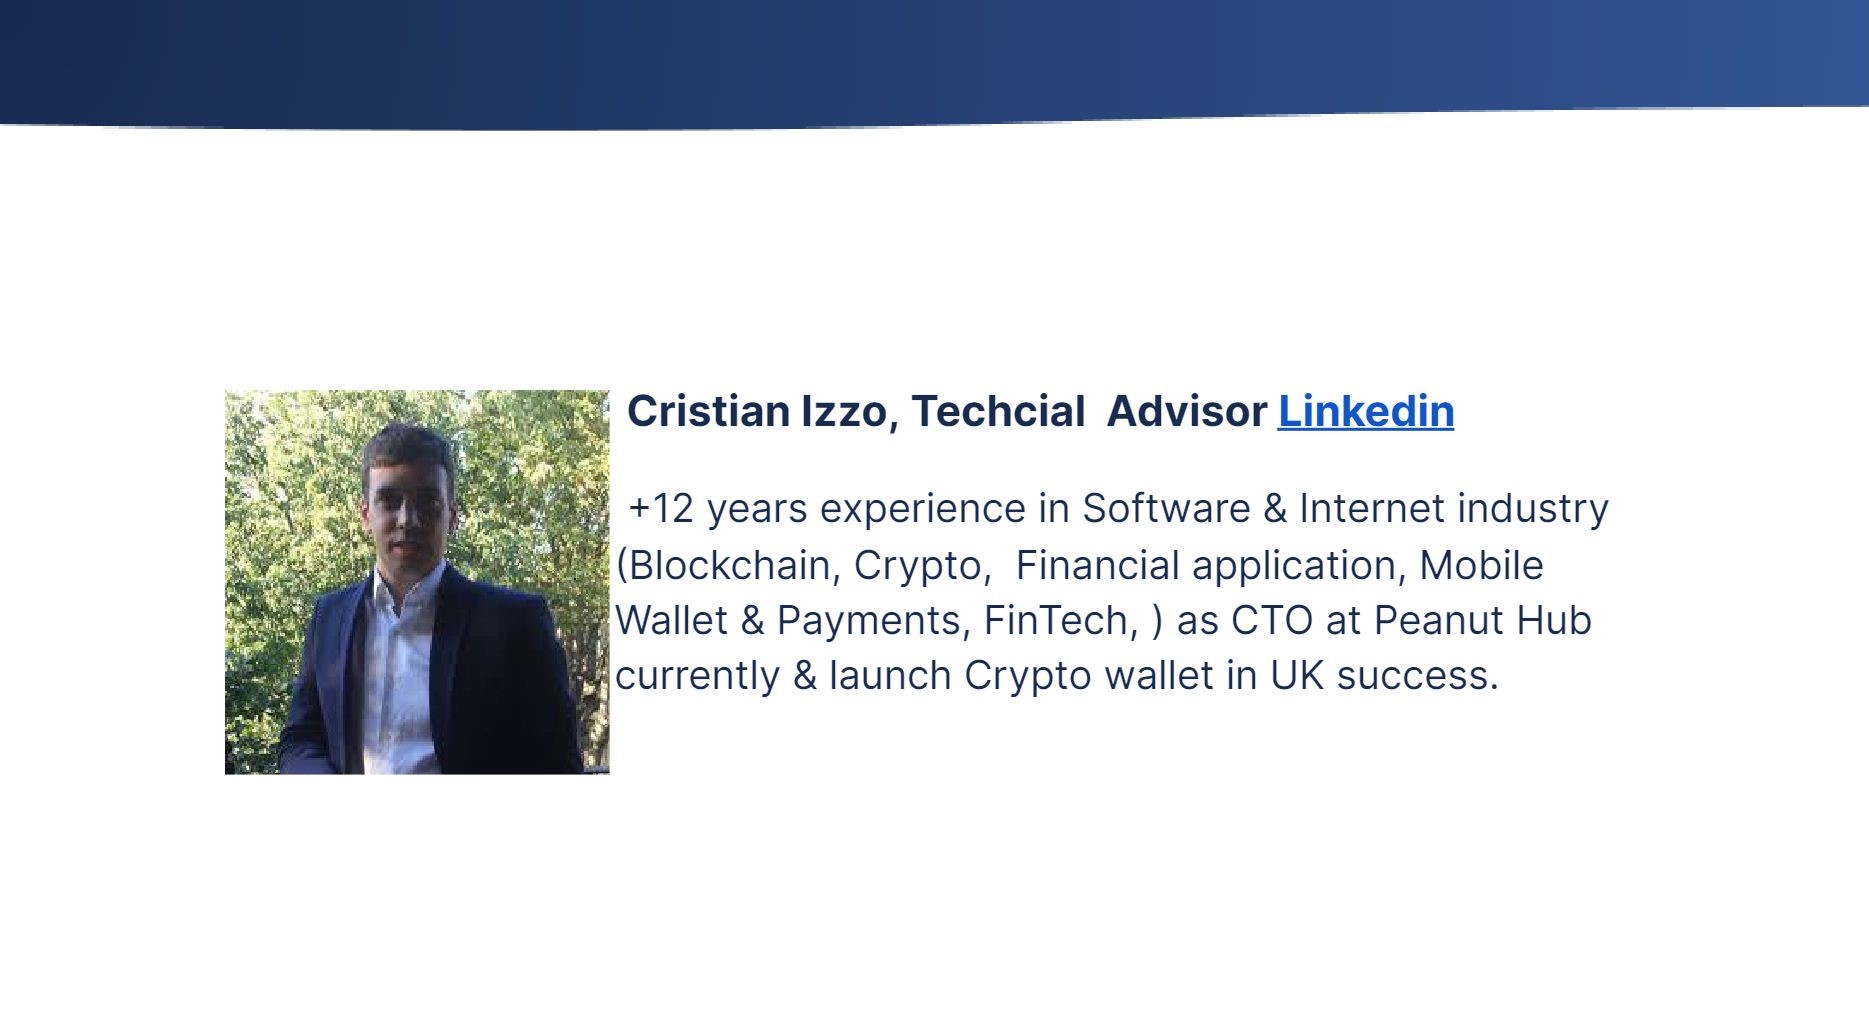 Cristian Izzo, Techcial  Advisor Linkedin
+12 years experience in Software & Internet industry
(Blockchain, Crypto,  Financial application, Mobile
Wallet & Payments, FinTech, ) as CTO at Peanut Hub
currently & launch Crypto wallet in UK success.